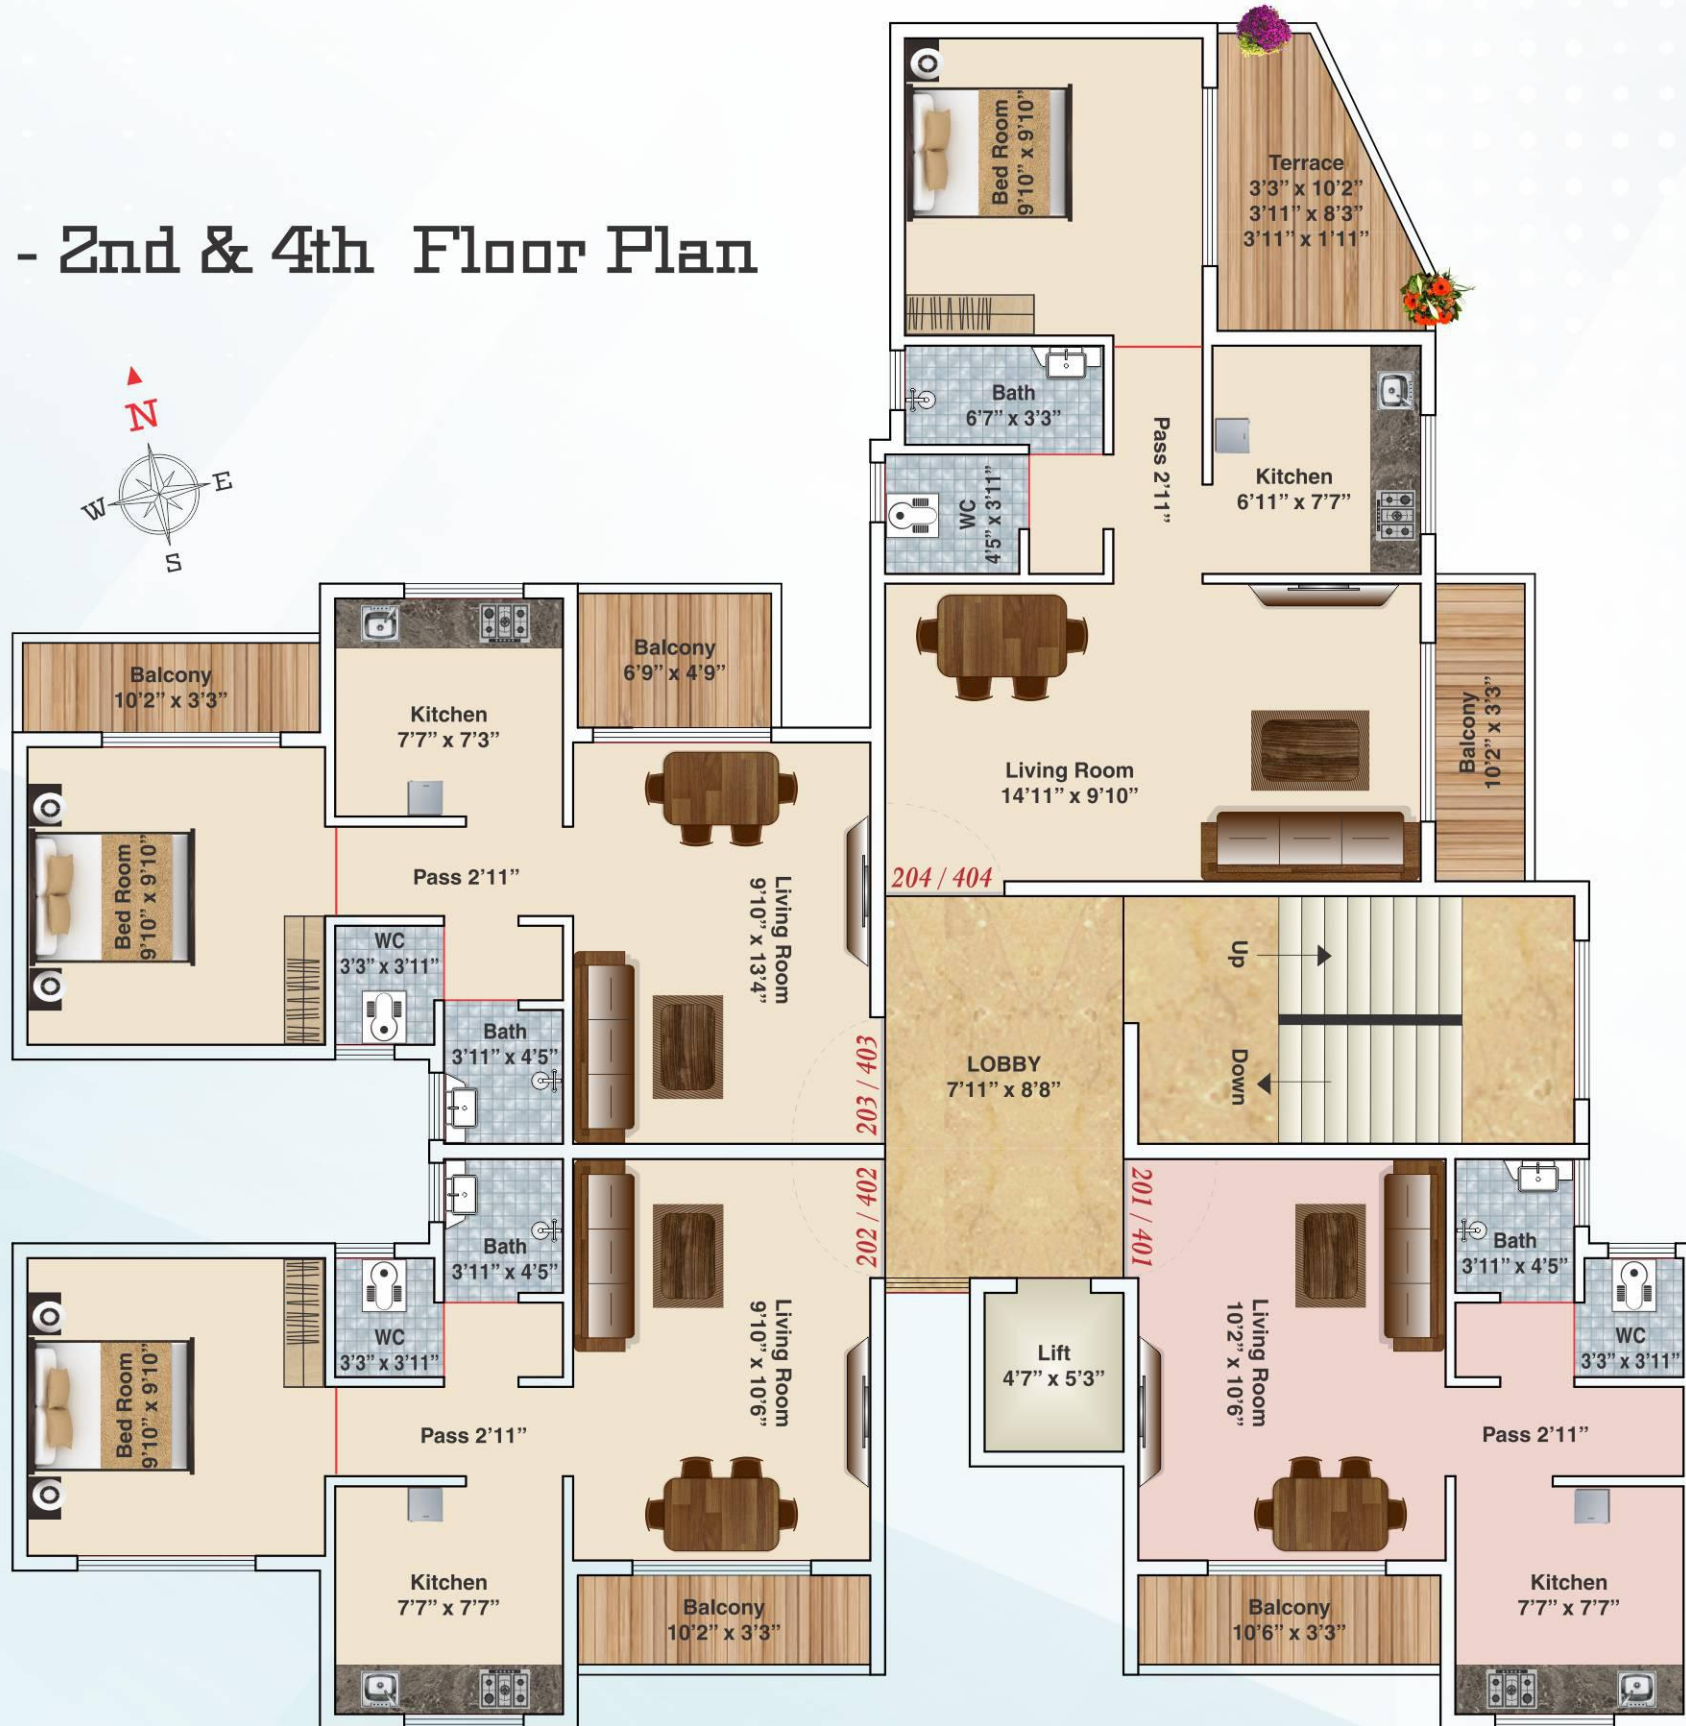 - 2nd & 4th Floor Plan
N
E
W
S
Bed Room
9'10” x 9'10”
Terrace
3'3” x 10'2”
3'11” x 8'3”
3'11” x 1'11”
Bath
6'7” x 3'3”
WC
4'5” x 3'11”
Pass 2'11”
Kitchen
6'11” x 7'7”
Living Room
14'11” x 9'10”
Balcony
10'2” x 3'3”
204 / 404
Balcony
10'2” x 3'3”
Kitchen
7'7” x 7'3”
Balcony
6'9” x 4'9”
Bed Room
9'10” x 9'10”
Pass 2'11”
Living Room
9'10” x 13'4”
WC
3'3” x 3'11”
Bath
3'11” x 4'5”
203 / 403
LOBBY
7'11” x 8'8”
Up
Down
Bath
3'11” x 4'5”
WC
3'3” x 3'11”
202 / 402
Living Room
9'10” x 10'6”
Bed Room
9'10” x 9'10”
Pass 2'11”
Kitchen
7'7” x 7'7”
Balcony
10'2” x 3'3”
Lift
4'7” x 5'3”
201 / 401
Living Room
10'2” x 10'6”
Bath
3'11” x 4'5”
WC
3'3” x 3'11”
Pass 2'11”
Kitchen
7'7” x 7'7”
Balcony
10'6” x 3'3”